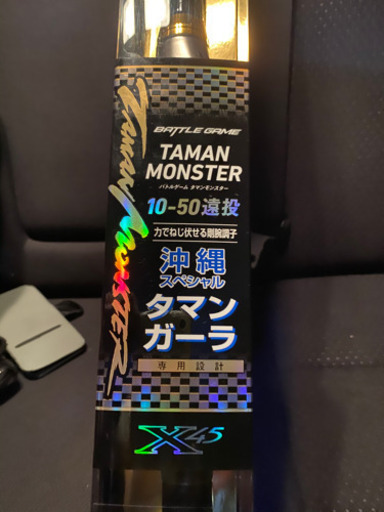 BATTLE GAME
TAMAN
MONSTER
バトルゲーム タマンモンスター
10-50遠投
力でねじ伏せる剛腕調子
沖縄
スペシャル
タマン
ガーラ
専用設計
X45
Taman Monster